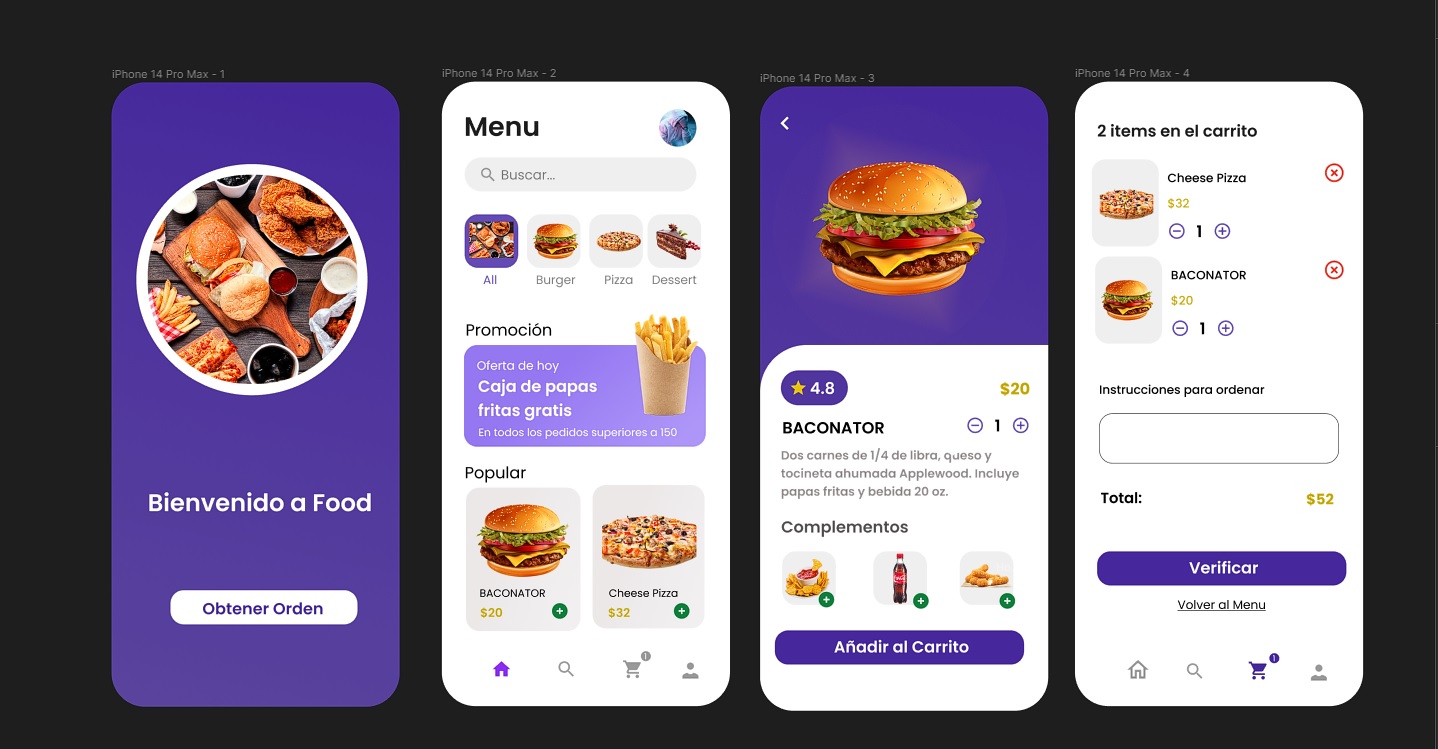 iPhone 14 Pro Max - 1
Bienvenido a Food
Obtener Orden
iPhone 14 Pro Max - 2
Menu
Buscar...
All
Burger
Pizza
Dessert
Promoción
Oferta de hoy
Caja de papas
fritas gratis
En todos los pedidos superiores a 150
Popular
BACONATOR
$20
Cheese Pizza
$32
1
iPhone 14 Pro Max - 3
4.8
$20
BACONATOR
1
Dos carnes de 1/4 de libra, queso y
tocineta ahumada Applewood. Incluye
papas fritas y bebida 20 oz.
Complementos
Añadir al Carrito
iPhone 14 Pro Max - 4
2 items en el carrito
Cheese Pizza
$32
1
BACONATOR
$20
1
Instrucciones para ordenar
Total:
$52
Verificar
Volver al Menu
1